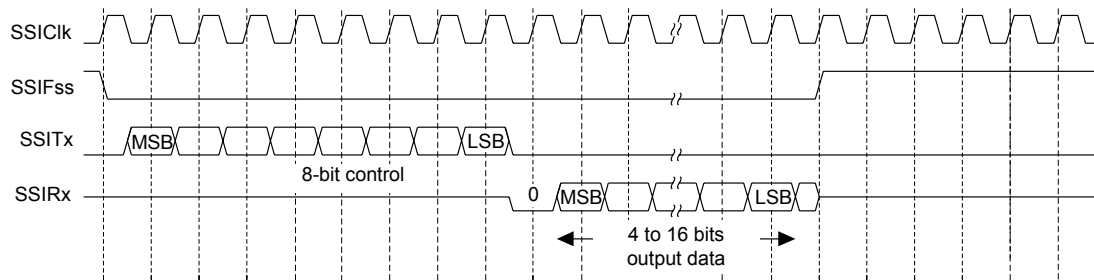 SSIClk
SSIFss
SSITx
MSB
LSB
8-bit control
SSIRx
0
MSB
LSB
4 to 16 bits
output data